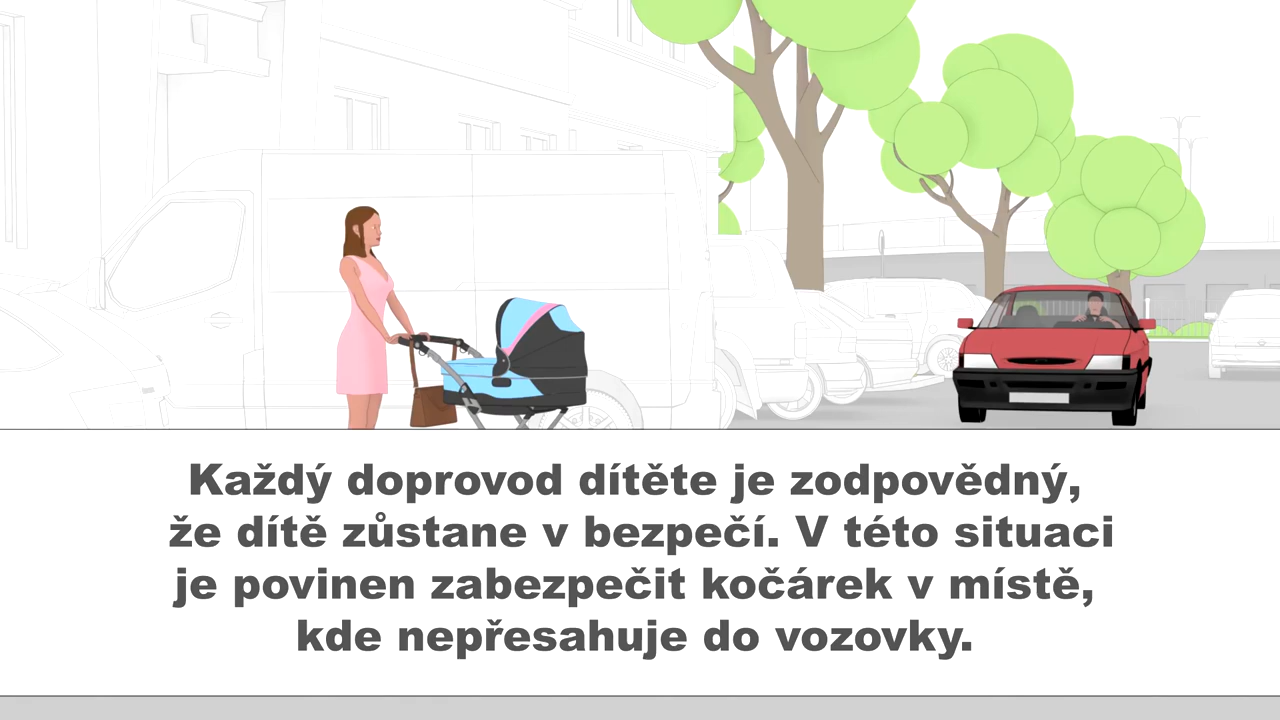 Každý doprovod dítěte je zodpovědný,
že dítě zůstane v bezpečí. V této situaci
je povinen zabezpečit kočárek v místě,
kde nepřesahuje do vozovky.